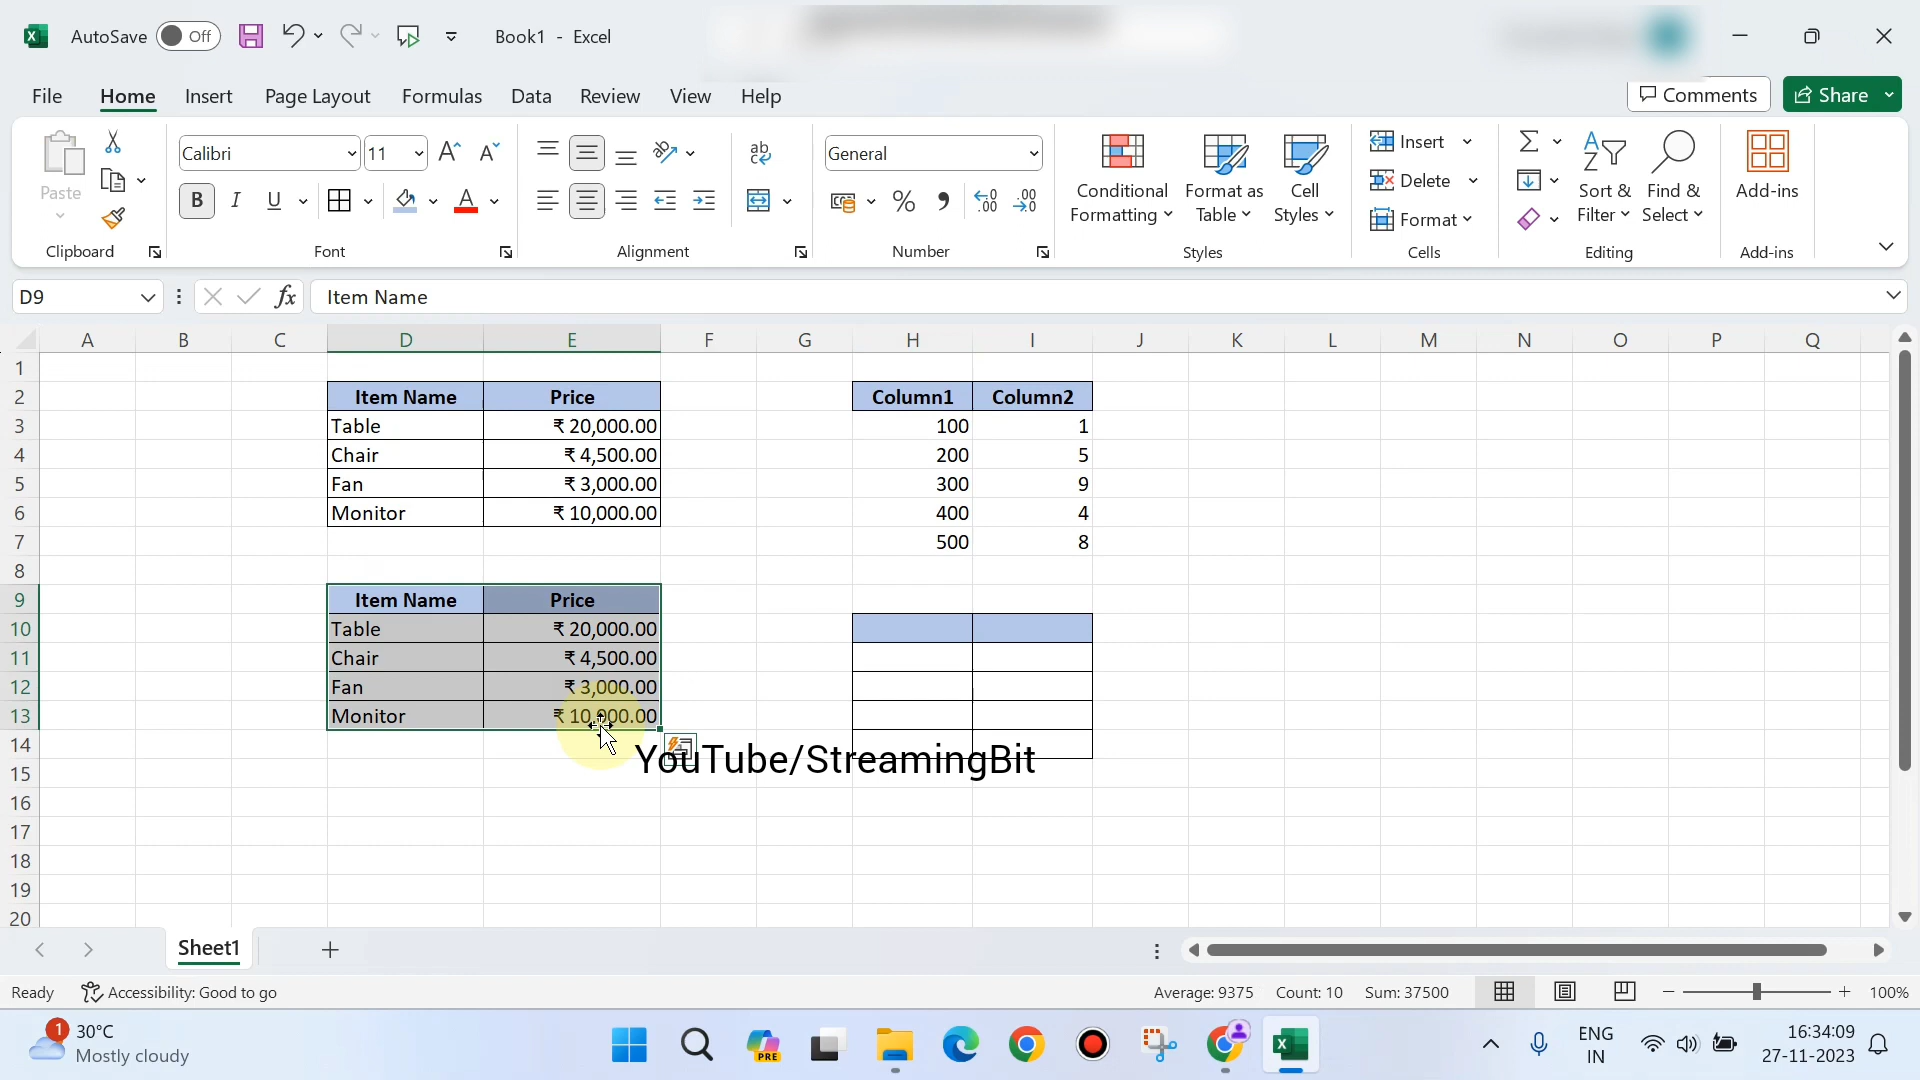 AutoSave Off Book1 - Excel
File Home Insert Page Layout Formulas Data Review View Help Comments Share
Paste
Clipboard
Calibri 11
B I U A
Font
ab
Alignment
General
% ,
Number
Conditional Formatting
Format as Table
Cell Styles
Styles
Insert
Delete
Format
Cells
Sort & Filter
Find & Select
Editing
Add-ins
Add-ins
D9 fx Item Name
A B C D E F G H I J K L M N O P Q
1
2 Item Name Price Column1 Column2
3 Table ₹ 20,000.00 100 1
4 Chair ₹ 4,500.00 200 5
5 Fan ₹ 3,000.00 300 9
6 Monitor ₹ 10,000.00 400 4
7 500 8
8
9 Item Name Price
10 Table ₹ 20,000.00
11 Chair ₹ 4,500.00
12 Fan ₹ 3,000.00
13 Monitor ₹ 10,000.00
14
YouTube/StreamingBit
15
16
17
18
19
20
Sheet1
Ready Accessibility: Good to go Average: 9375 Count: 10 Sum: 37500 100%
1 30°C
Mostly cloudy
PRE
ENG
IN
16:34:09
27-11-2023